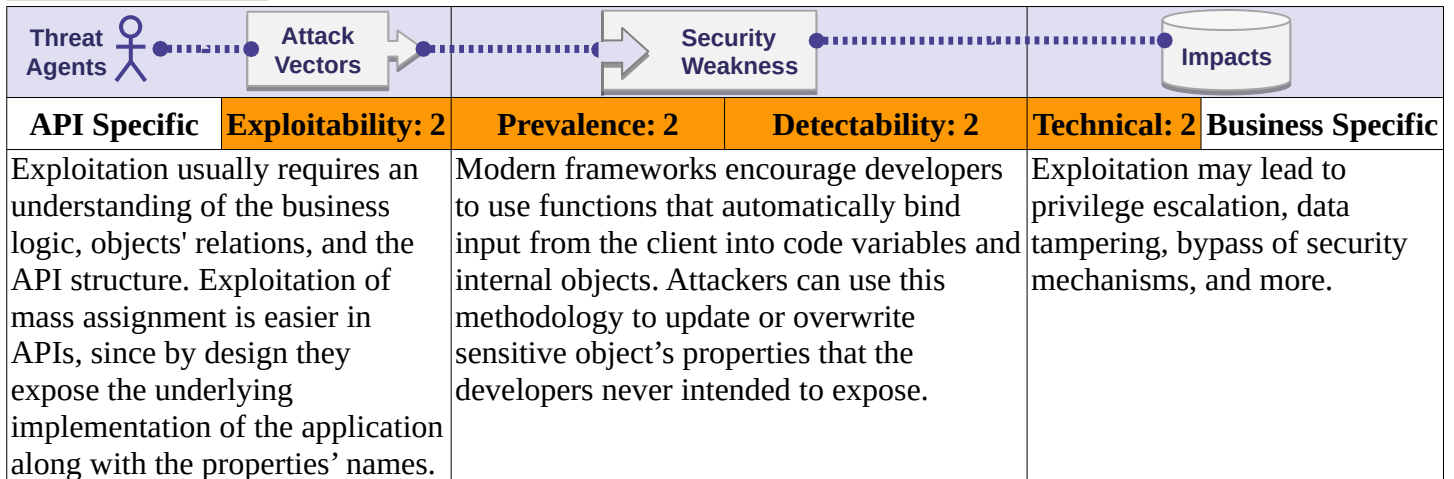 Threat
Agents
Attack
Vectors
Security
Weakness
Impacts
API Specific
Exploitability: 2
Prevalence: 2
Detectability: 2
Technical: 2
Business Specific
Exploitation usually requires an
understanding of the business
logic, objects' relations, and the
API structure. Exploitation of
mass assignment is easier in
APIs, since by design they
expose the underlying
implementation of the application
along with the properties’ names.
Modern frameworks encourage developers
to use functions that automatically bind
input from the client into code variables and
internal objects. Attackers can use this
methodology to update or overwrite
sensitive object’s properties that the
developers never intended to expose.
Exploitation may lead to
privilege escalation, data
tampering, bypass of security
mechanisms, and more.